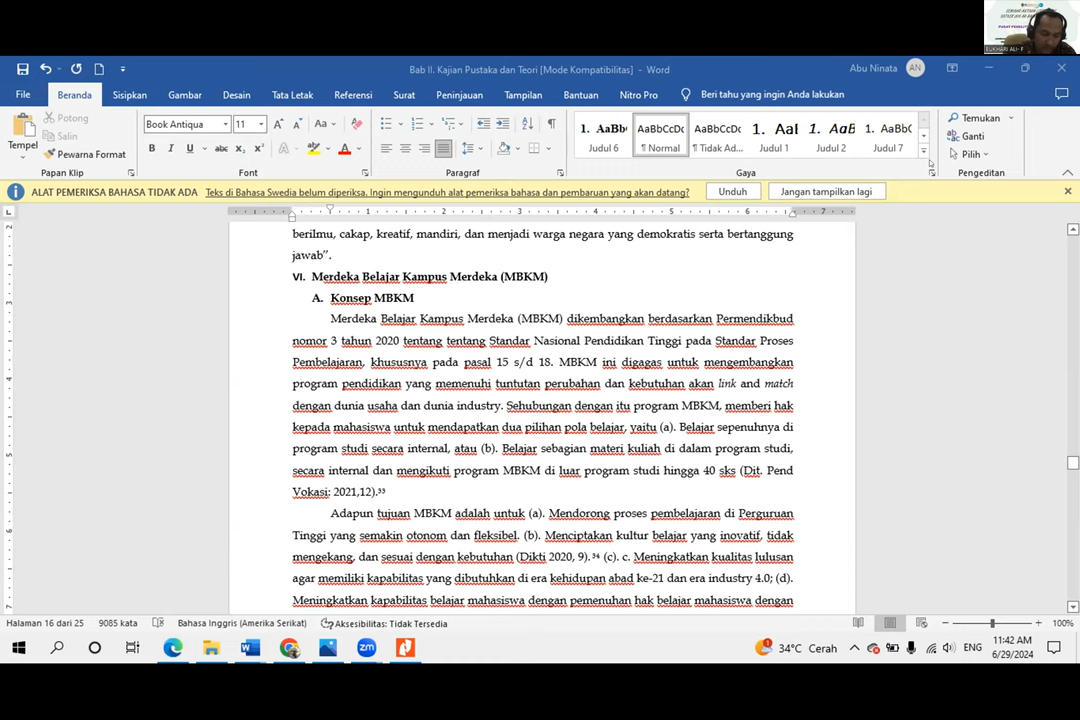 Bab II. Kajian Pustaka dan Teori [Mode Kompatibilitas] - Word
Abu Ninata AN
File Beranda Sisipkan Gambar Desain Tata Letak Referensi Surat Peninjauan Tampilan Bantuan Nitro Pro Beri tahu yang ingin Anda lakukan
Tempel
Potong
Salin
Pewarna Format
Papan Klip
Book Antiqua 11
Font
Paragraf
1. AaBb( AaBbCcDc AaBbCcDc 1. Aal 1. AaB 1. AaBbC
Judul 6 ¶ Normal ¶ Tidak Ad... Judul 1 Judul 2 Judul 7
Gaya
Temukan
Ganti
Pilih
Pengeditan
ALAT PEMERIKSA BAHASA TIDAK ADA Teks di Bahasa Swedia belum diperiksa. Ingin mengunduh alat pemeriksa bahasa dan pembaruan yang akan datang? Unduh Jangan tampilkan lagi
berilmu, cakap, kreatif, mandiri, dan menjadi warga negara yang demokratis serta bertanggung
jawab".
VI. Merdeka Belajar Kampus Merdeka (MBKM)
A. Konsep MBKM
Merdeka Belajar Kampus Merdeka (MBKM) dikembangkan berdasarkan Permendikbud
nomor 3 tahun 2020 tentang tentang Standar Nasional Pendidikan Tinggi pada Standar Proses
Pembelajaran, khususnya pada pasal 15 s/d 18. MBKM ini digagas untuk mengembangkan
program pendidikan yang memenuhi tuntutan perubahan dan kebutuhan akan link and match
dengan dunia usaha dan dunia industry. Sehubungan dengan itu program MBKM, memberi hak
kepada mahasiswa untuk mendapatkan dua pilihan pola belajar, yaitu (a). Belajar sepenuhnya di
program studi secara internal, atau (b). Belajar sebagian materi kuliah di dalam program studi,
secara internal dan mengikuti program MBKM di luar program studi hingga 40 sks (Dit. Pend
Vokasi: 2021,12).³³
Adapun tujuan MBKM adalah untuk (a). Mendorong proses pembelajaran di Perguruan
Tinggi yang semakin otonom dan fleksibel. (b). Menciptakan kultur belajar yang inovatif, tidak
mengekang, dan sesuai dengan kebutuhan (Dikti 2020, 9).³⁴ (c). c. Meningkatkan kualitas lulusan
agar memiliki kapabilitas yang dibutuhkan di era kehidupan abad ke-21 dan era industry 4.0; (d).
Meningkatkan kapabilitas belajar mahasiswa dengan pemenuhan hak belajar mahasiswa dengan
Halaman 16 dari 25 9085 kata Bahasa Inggris (Amerika Serikat) Aksesibilitas: Tidak Tersedia 100%
34°C Cerah ENG
11:42 AM
6/29/2024